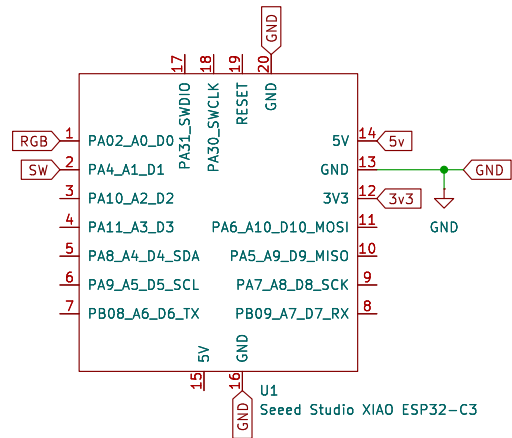 GND
17
18
19
20
PA31_SWDIO
PA30_SWCLK
RESET
GND
RGB 1 PA02_A0_D0
5V 14 5v
SW 2 PA4_A1_D1
GND 13 GND
3 PA10_A2_D2
3V3 12 3v3
4 PA11_A3_D3
PA6_A10_D10_MOSI 11
GND
5 PA8_A4_D4_SDA
PA5_A9_D9_MISO 10
6 PA9_A5_D5_SCL
PA7_A8_D8_SCK 9
7 PB08_A6_D6_TX
PB09_A7_D7_RX 8
5V
GND
15
16
GND
U1
Seeed Studio XIAO ESP32-C3